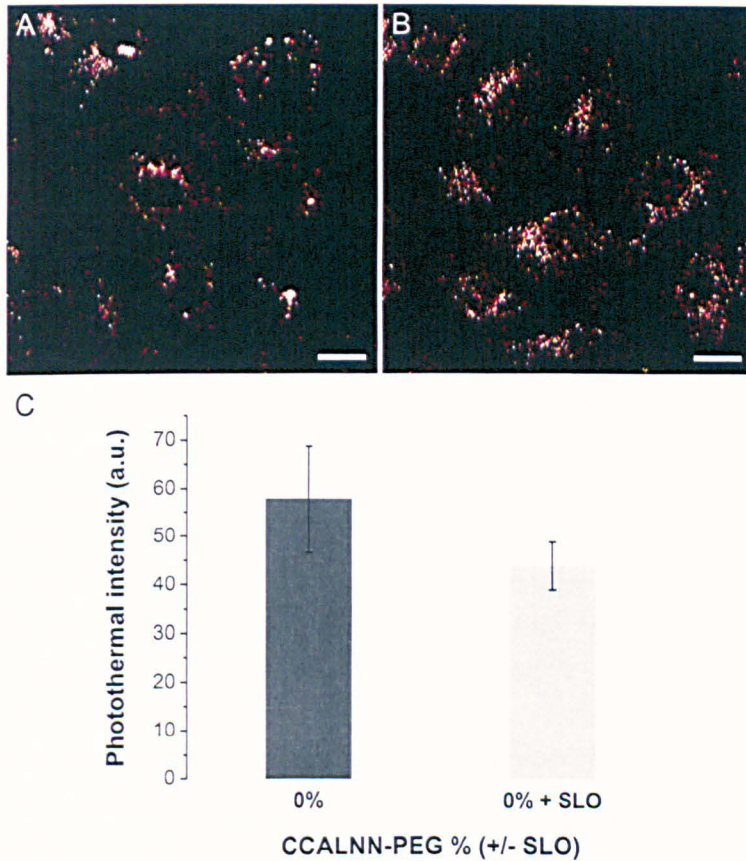 A
B
C
Photothermal intensity (a.u.)
70
60
50
40
30
20
10
0
0%
0% + SLO
CCALNN-PEG % (+/- SLO)